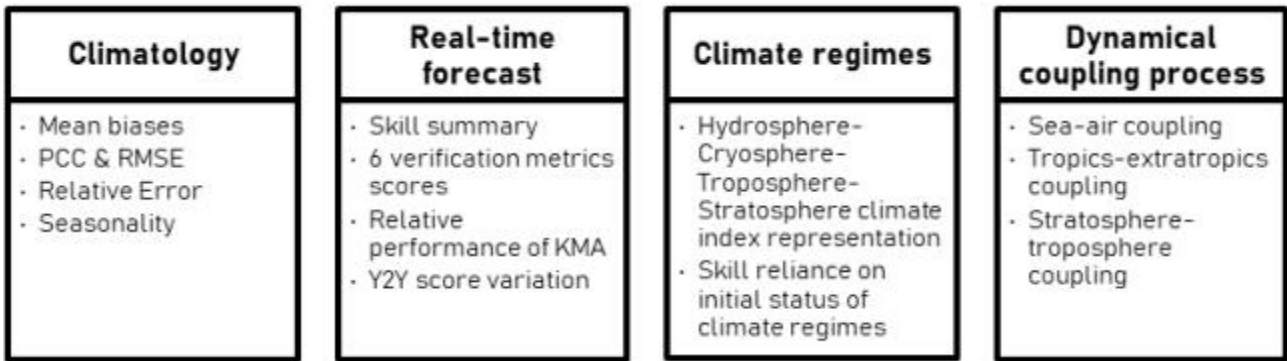 Climatology
· Mean biases
· PCC & RMSE
· Relative Error
· Seasonality
Real-time
forecast
· Skill summary
· 6 verification metrics
scores
· Relative
performance of KMA
· Y2Y score variation
Climate regimes
· Hydrosphere-
Cryosphere-
Troposphere-
Stratosphere climate
index representation
· Skill reliance on
initial status of
climate regimes
Dynamical
coupling process
· Sea-air coupling
· Tropics-extratropics
coupling
· Stratosphere-
troposphere
coupling